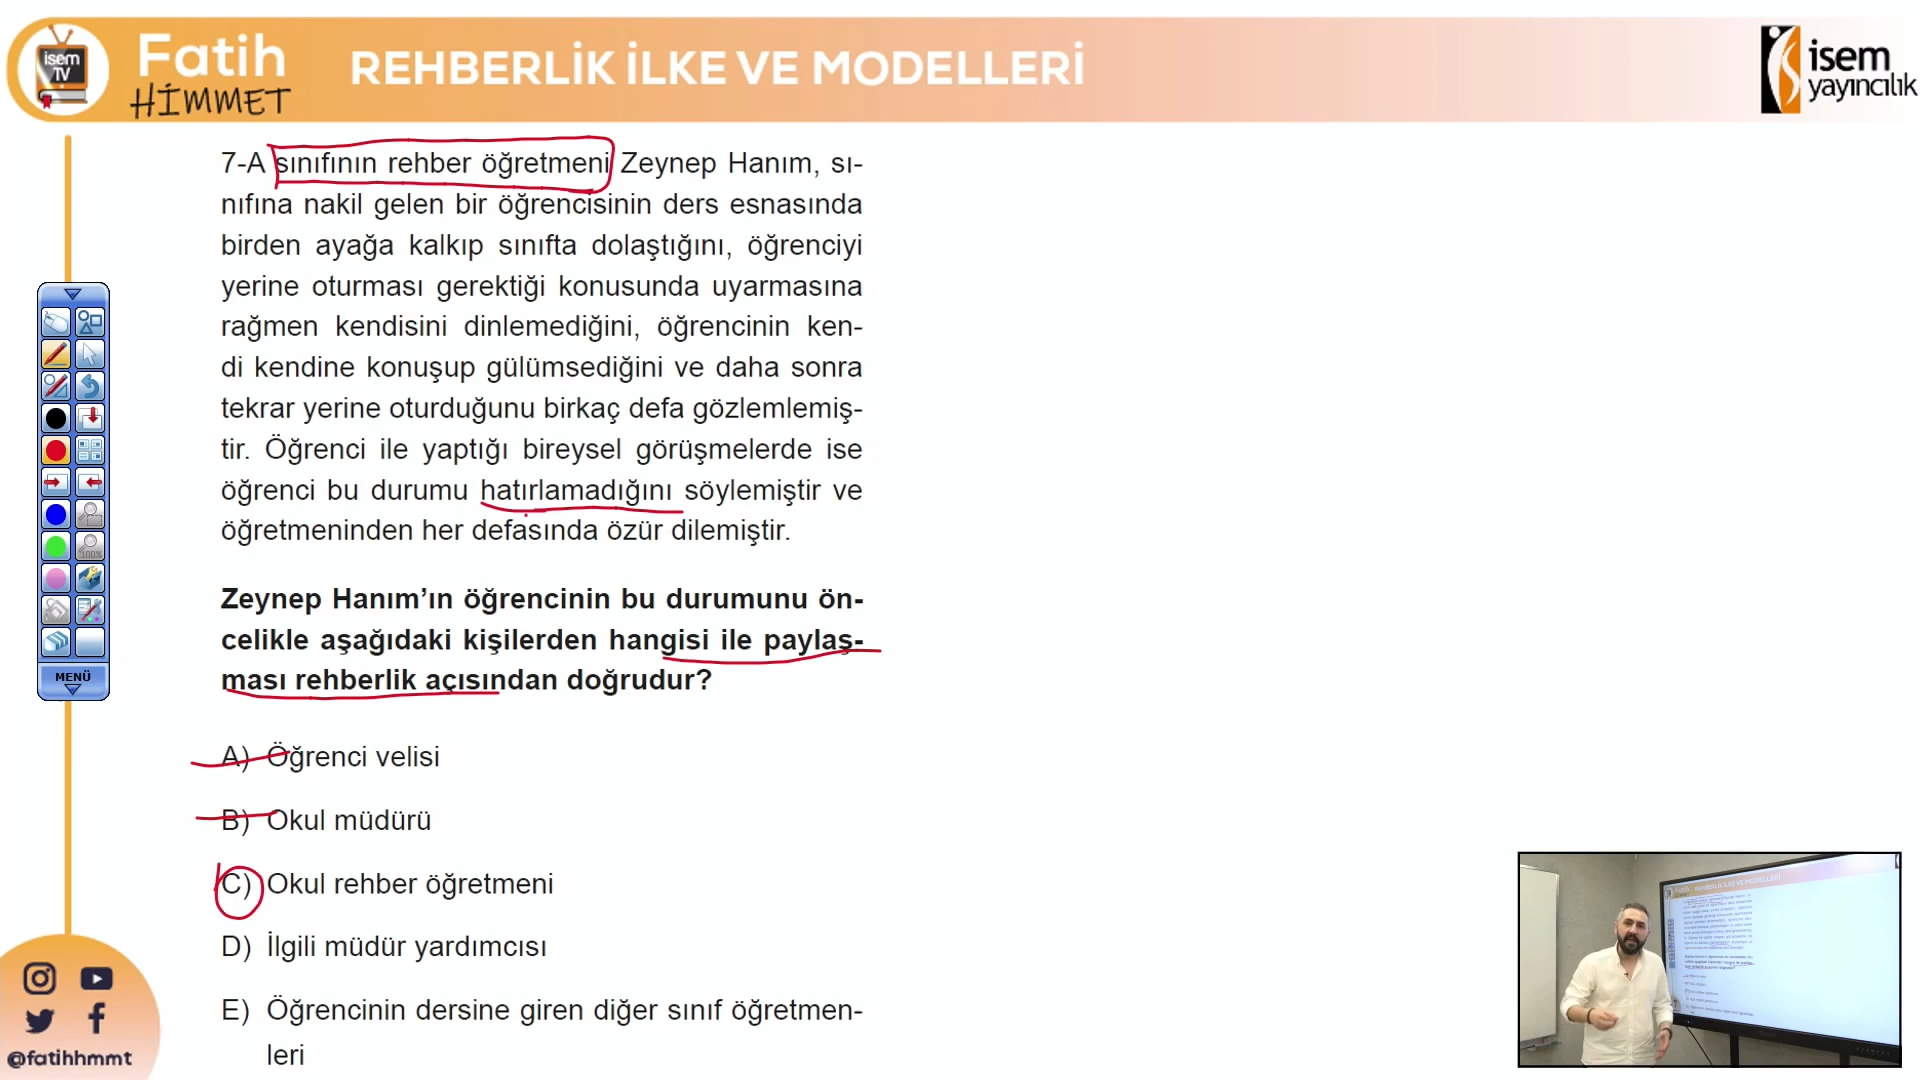 isem
TV
Fatih
HİMMET
REHBERLİK İLKE VE MODELLERİ
isem
yayıncılık
7-A sınıfının rehber öğretmeni Zeynep Hanım, sı-
nıfına nakil gelen bir öğrencisinin ders esnasında
birden ayağa kalkıp sınıfta dolaştığını, öğrenciyi
yerine oturması gerektiği konusunda uyarmasına
rağmen kendisini dinlemediğini, öğrencinin ken-
di kendine konuşup gülümsediğini ve daha sonra
tekrar yerine oturduğunu birkaç defa gözlemlemiş-
tir. Öğrenci ile yaptığı bireysel görüşmelerde ise
öğrenci bu durumu hatırlamadığını söylemiştir ve
öğretmeninden her defasında özür dilemiştir.
Zeynep Hanım’ın öğrencinin bu durumunu ön-
celikle aşağıdaki kişilerden hangisi ile paylaş-
ması rehberlik açısından doğrudur?
A) Öğrenci velisi
B) Okul müdürü
C) Okul rehber öğretmeni
D) İlgili müdür yardımcısı
E) Öğrencinin dersine giren diğer sınıf öğretmen-
leri
MENÜ
@fatihhmmt